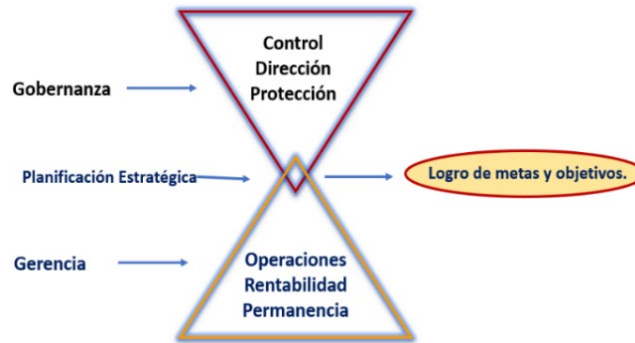 Control
Dirección
Protección
Gobernanza
Planificación Estratégica
Logro de metas y objetivos.
Gerencia
Operaciones
Rentabilidad
Permanencia